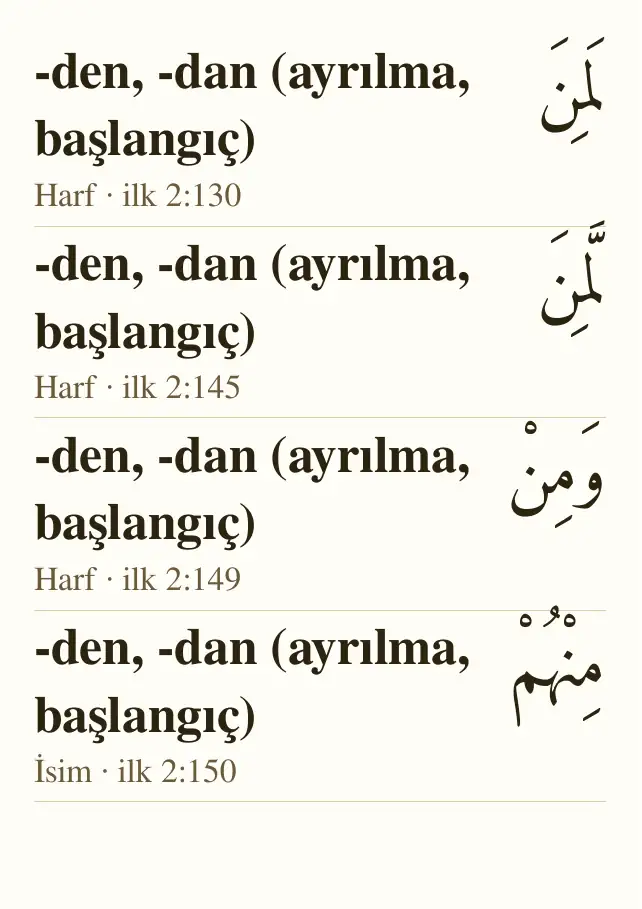 -den, -dan (ayrılma, başlangıç)
لَمِنَ
Harf · ilk 2:130
-den, -dan (ayrılma, başlangıç)
لَّمِنَ
Harf · ilk 2:145
-den, -dan (ayrılma, başlangıç)
وَمِنْ
Harf · ilk 2:149
-den, -dan (ayrılma, başlangıç)
مِنْهُمْ
İsim · ilk 2:150